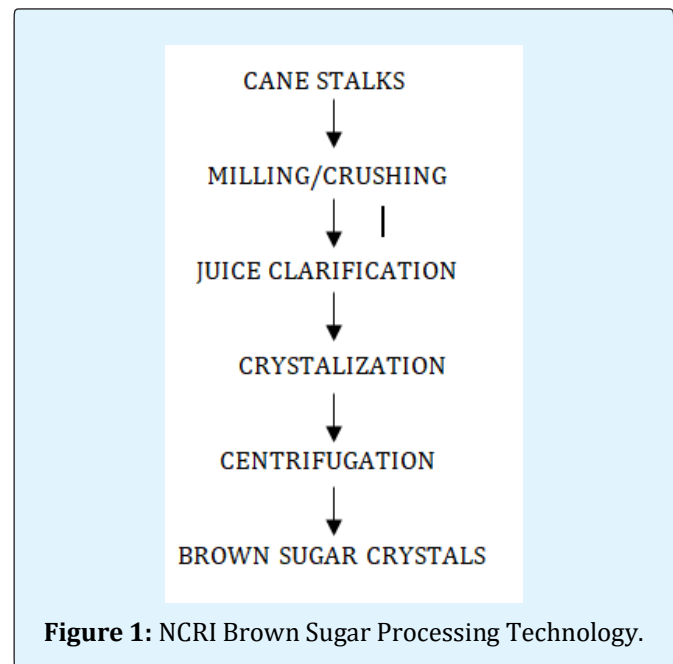 CANE STALKS
MILLING/CRUSHING
JUICE CLARIFICATION
CRYSTALIZATION
CENTRIFUGATION
BROWN SUGAR CRYSTALS
Figure 1: NCRI Brown Sugar Processing Technology.